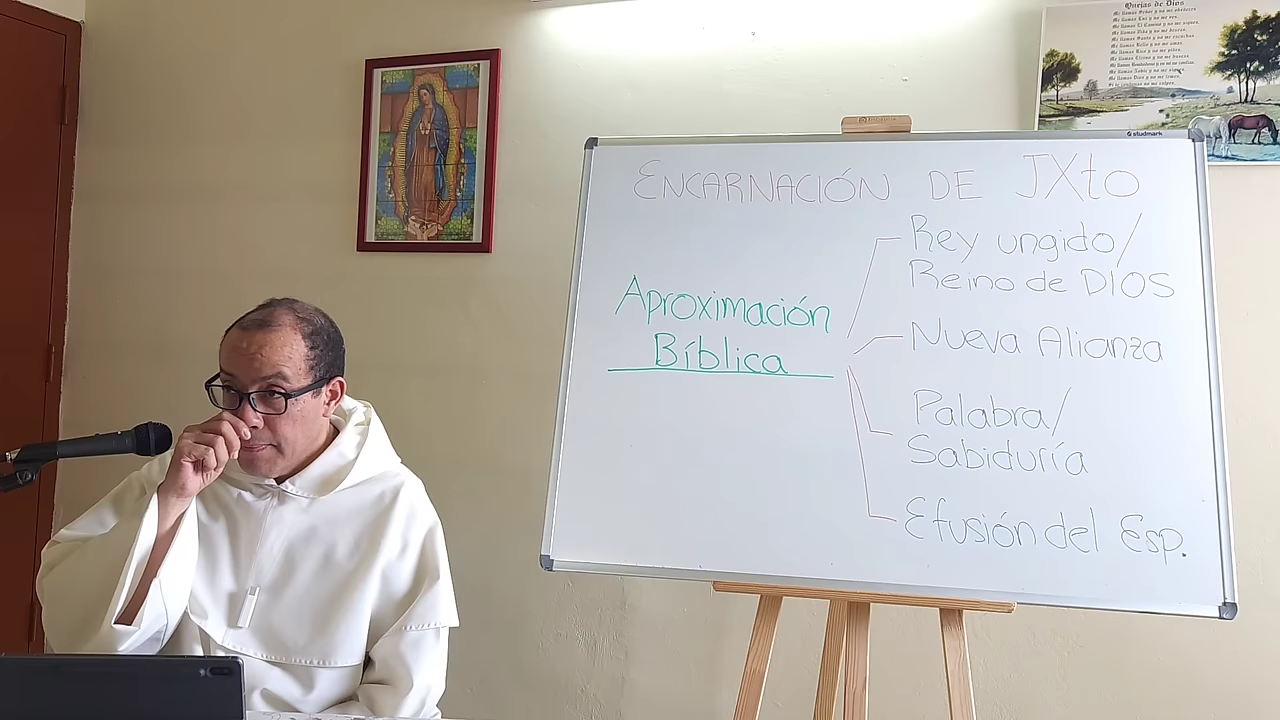 Quejas de Dios
ENCARNACIÓN DE JXto
Rey ungido/
Reino de DIOS
Aproximación
Bíblica
Nueva Alianza
Palabra/
Sabiduría
Efusión del Esp.
studmark